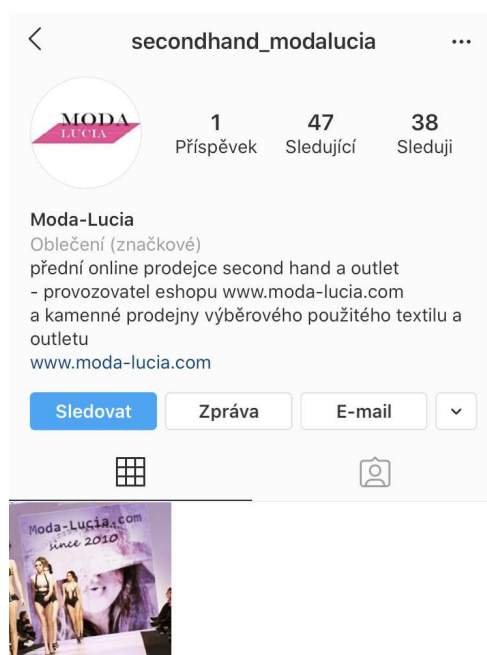 secondhand_modalucia
MODA
LUCIA
1
Příspěvek
47
Sledující
38
Sleduji
Moda-Lucia
Oblečení (značkové)
přední online prodejce second hand a outlet
- provozovatel eshopu www.moda-lucia.com
a kamenné prodejny výběrového použitého textilu a
outletu
www.moda-lucia.com
Sledovat
Zpráva
E-mail
Moda-Lucia.com
since 2010